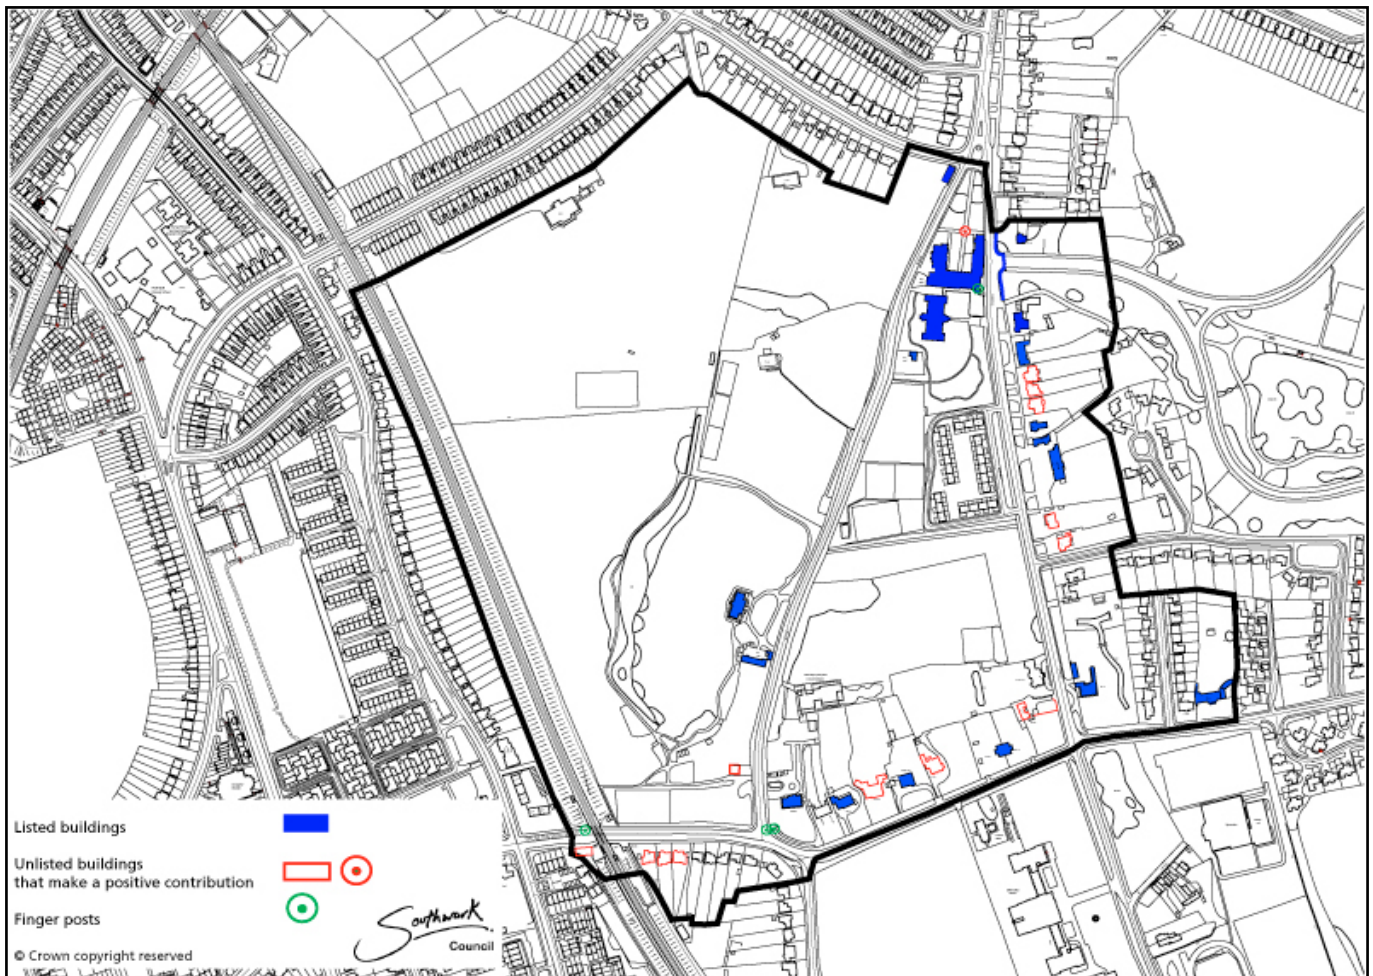 Listed buildings
Unlisted buildings
that make a positive contribution
Finger posts
Southwark
Council
© Crown copyright reserved